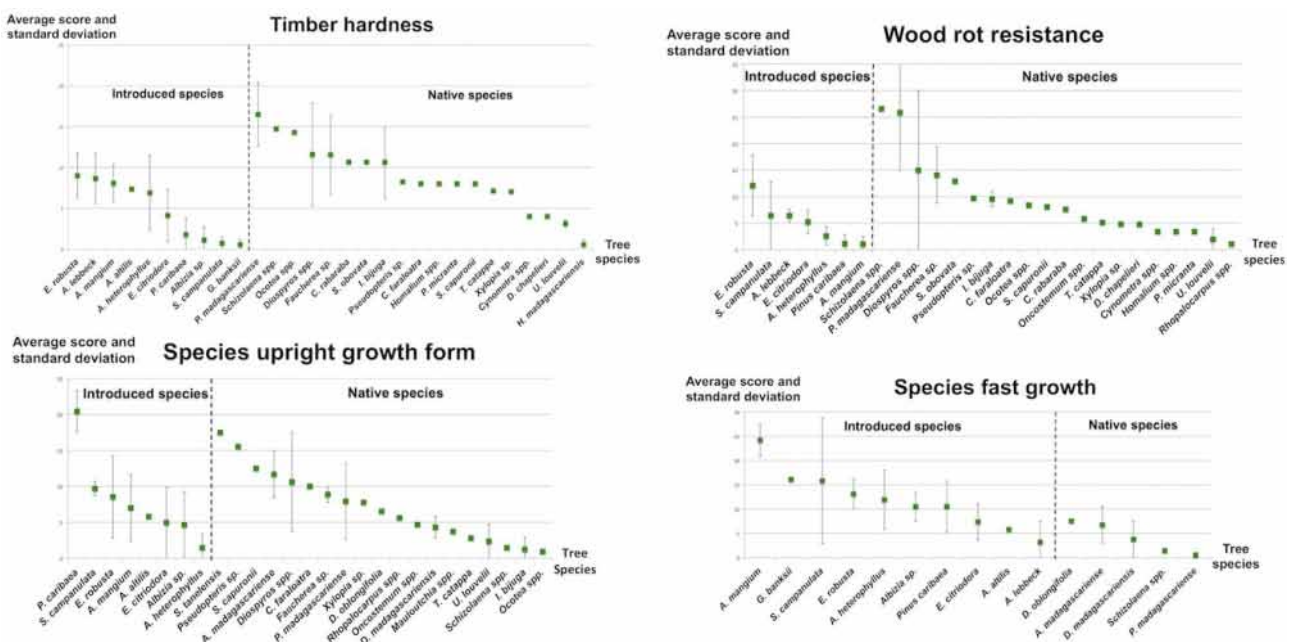 Average score and
standard deviation
Timber hardness
Introduced species
Native species
Tree
species
E. robusta
A. lebbeck
A. mangium
A. altilis
A. heterophyllus
E. citriodora
P. caribaea
Albizia sp.
S. campanulata
G. banksii
P. madagascariense
Schizolaena spp.
Ocotea spp.
Diospyros spp.
Faucherea sp.
C. rabaraba
S. obovata
I. bijuga
Pseudopteris sp.
C. faralaotra
Homalium spp.
P. micranta
S. capuronii
T. catappa
Xylopia sp.
Cynometra spp.
D. chapelieri
U. louvelii
H. madagascariensis
Average score and
standard deviation
Wood rot resistance
Introduced species
Native species
Tree
species
E. robusta
S. campanulata
A. lebbeck
E. citriodora
A. heterophyllus
Pinus caribaea
A. mangium
Schizolaena spp.
P. madagascariense
Diospyros spp.
Faucherea sp.
S. obovata
Pseudopteris sp.
I. bijuga
C. faralaotra
Ocotea spp.
S. capuronii
C. rabaraba
Oncostemum spp.
T. catappa
Xylopia sp.
D. chapelieri
Cynometra spp.
Homalium spp.
P. micranta
U. louvelii
Rhopalocarpus spp.
Average score and
standard deviation
Species upright growth form
Introduced species
Native species
Tree
Species
P. caribaea
S. campanulata
E. robusta
A. mangium
A. altilis
E. citriodora
Albizia sp.
A. heterophyllus
S. tanalensis
Pseudopteris sp.
S. capuronii
A. madagascariense
Diospyros spp.
C. faralaotra
Faucherea sp.
P. madagascariense
Xylopia sp.
D. oblongifolia
Rhopalocarpus spp.
Oncostemum spp.
D. madagascariensis
Mauloutchia spp.
T. catappa
U. louvelii
Schizolaena spp.
I. bijuga
Ocotea spp.
Average score and
standard deviation
Species fast growth
Introduced species
Native species
Tree
species
A. mangium
G. banksii
S. campanulata
E. robusta
A. heterophyllus
Albizia sp.
Pinus caribaea
E. citriodora
A. altilis
A. lebbeck
D. oblongifolia
A. madagascariense
D. madagascariensis
Schizolaena spp.
P. madagascariense